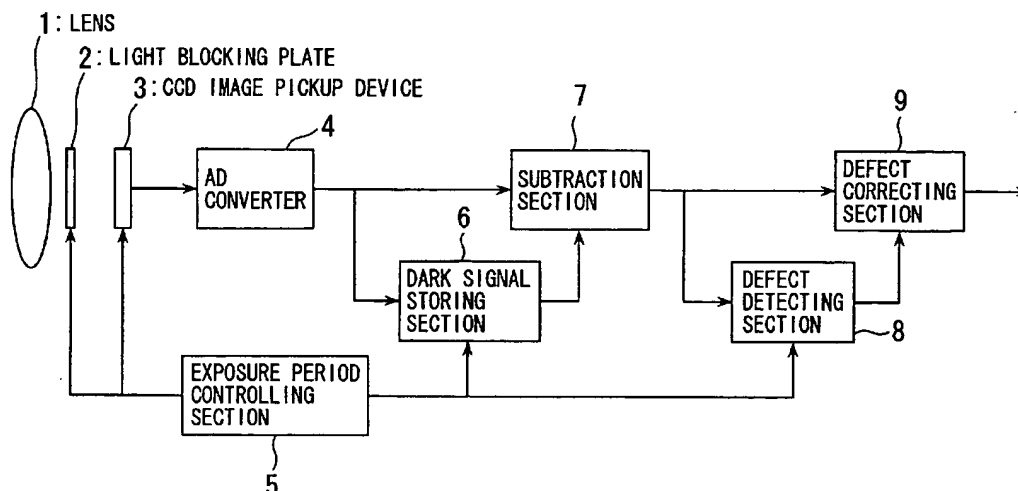 1: LENS
2: LIGHT BLOCKING PLATE
3: CCD IMAGE PICKUP DEVICE
4
AD
CONVERTER
7
SUBTRACTION
SECTION
9
DEFECT
CORRECTING
SECTION
6
DARK SIGNAL
STORING
SECTION
DEFECT
DETECTING
SECTION
8
EXPOSURE PERIOD
CONTROLLING
SECTION
5